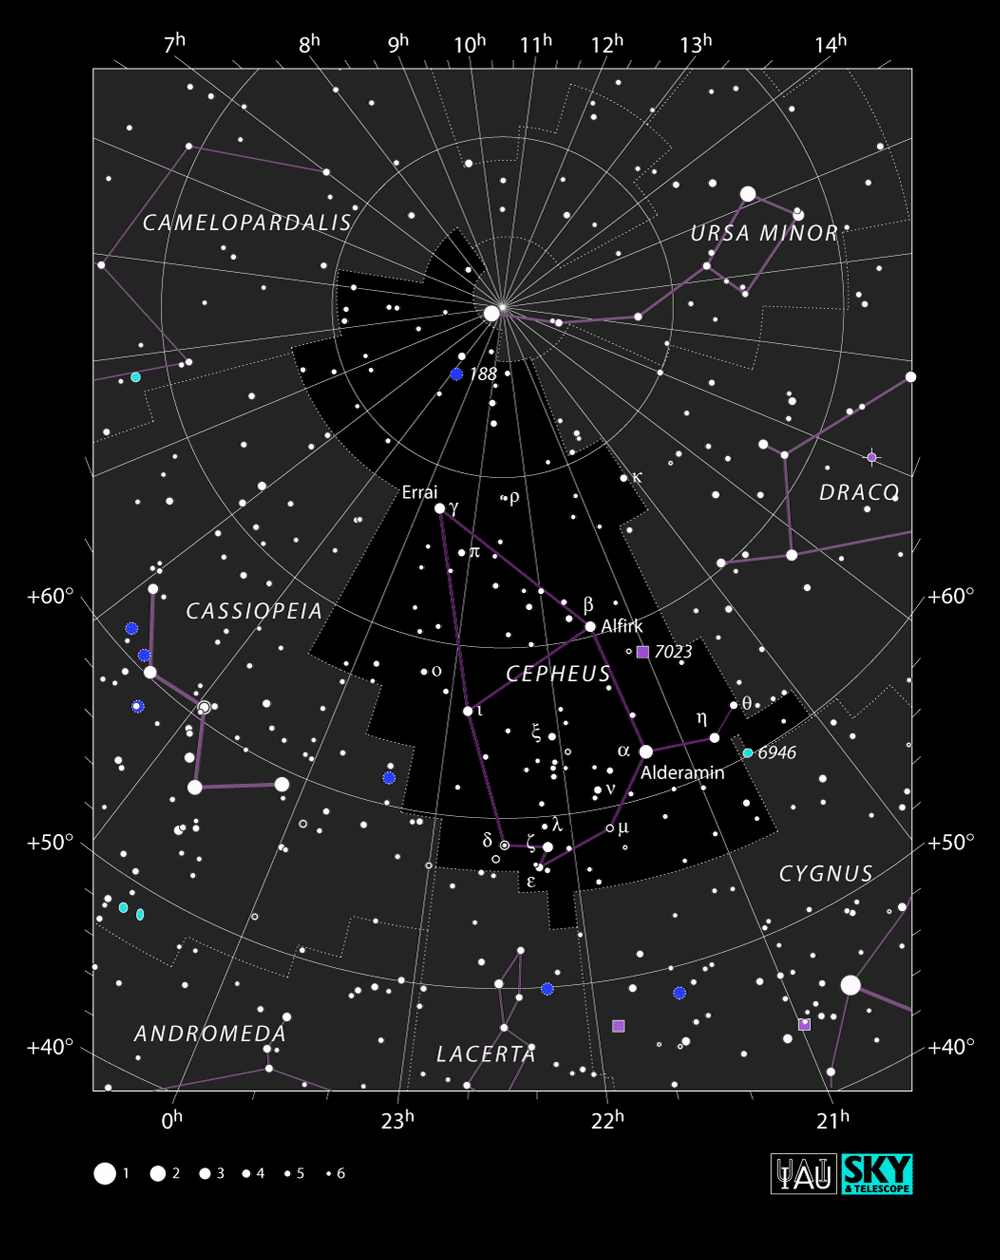 7h 8h 9h 10h 11h 12h 13h 14h
CAMELOPARDALIS
URSA MINOR
188
κ
DRACO
Errai
γ
ρ
π
+60°
+60°
CASSIOPEIA
β
Alfirk
7023
ο
CEPHEUS
ι
θ
η
ξ
α
6946
Alderamin
ν
λ
μ
+50°
δ
ζ
+50°
ε
CYGNUS
ANDROMEDA
LACERTA
+40°
+40°
0h 23h 22h 21h
1 2 3 4 5 6
IAU
SKY
& TELESCOPE